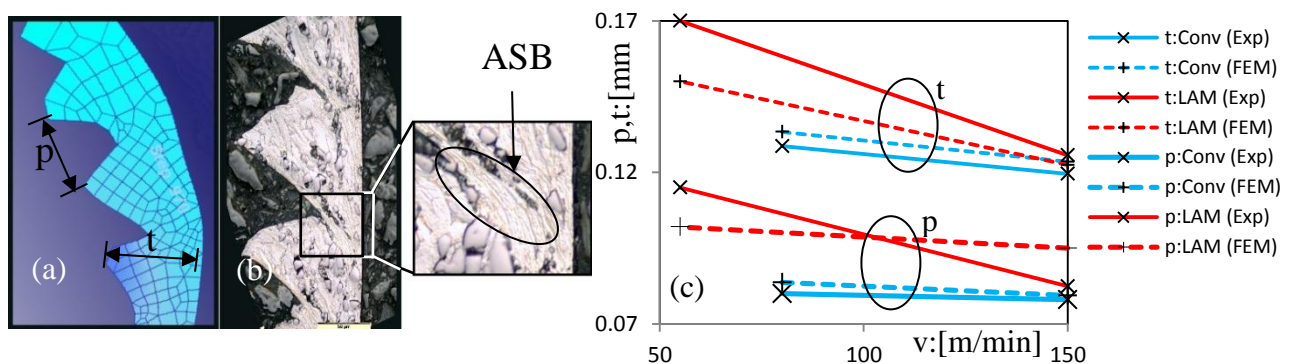 p
t
(a)
(b)
ASB
p,t:[mm
0.17
0.12
0.07
50
100
150
v:[m/min]
t
p
(c)
t:Conv (Exp)
t:Conv (FEM)
t:LAM (Exp)
t:LAM (FEM)
p:Conv (Exp)
p:Conv (FEM)
p:LAM (Exp)
p:LAM (FEM)